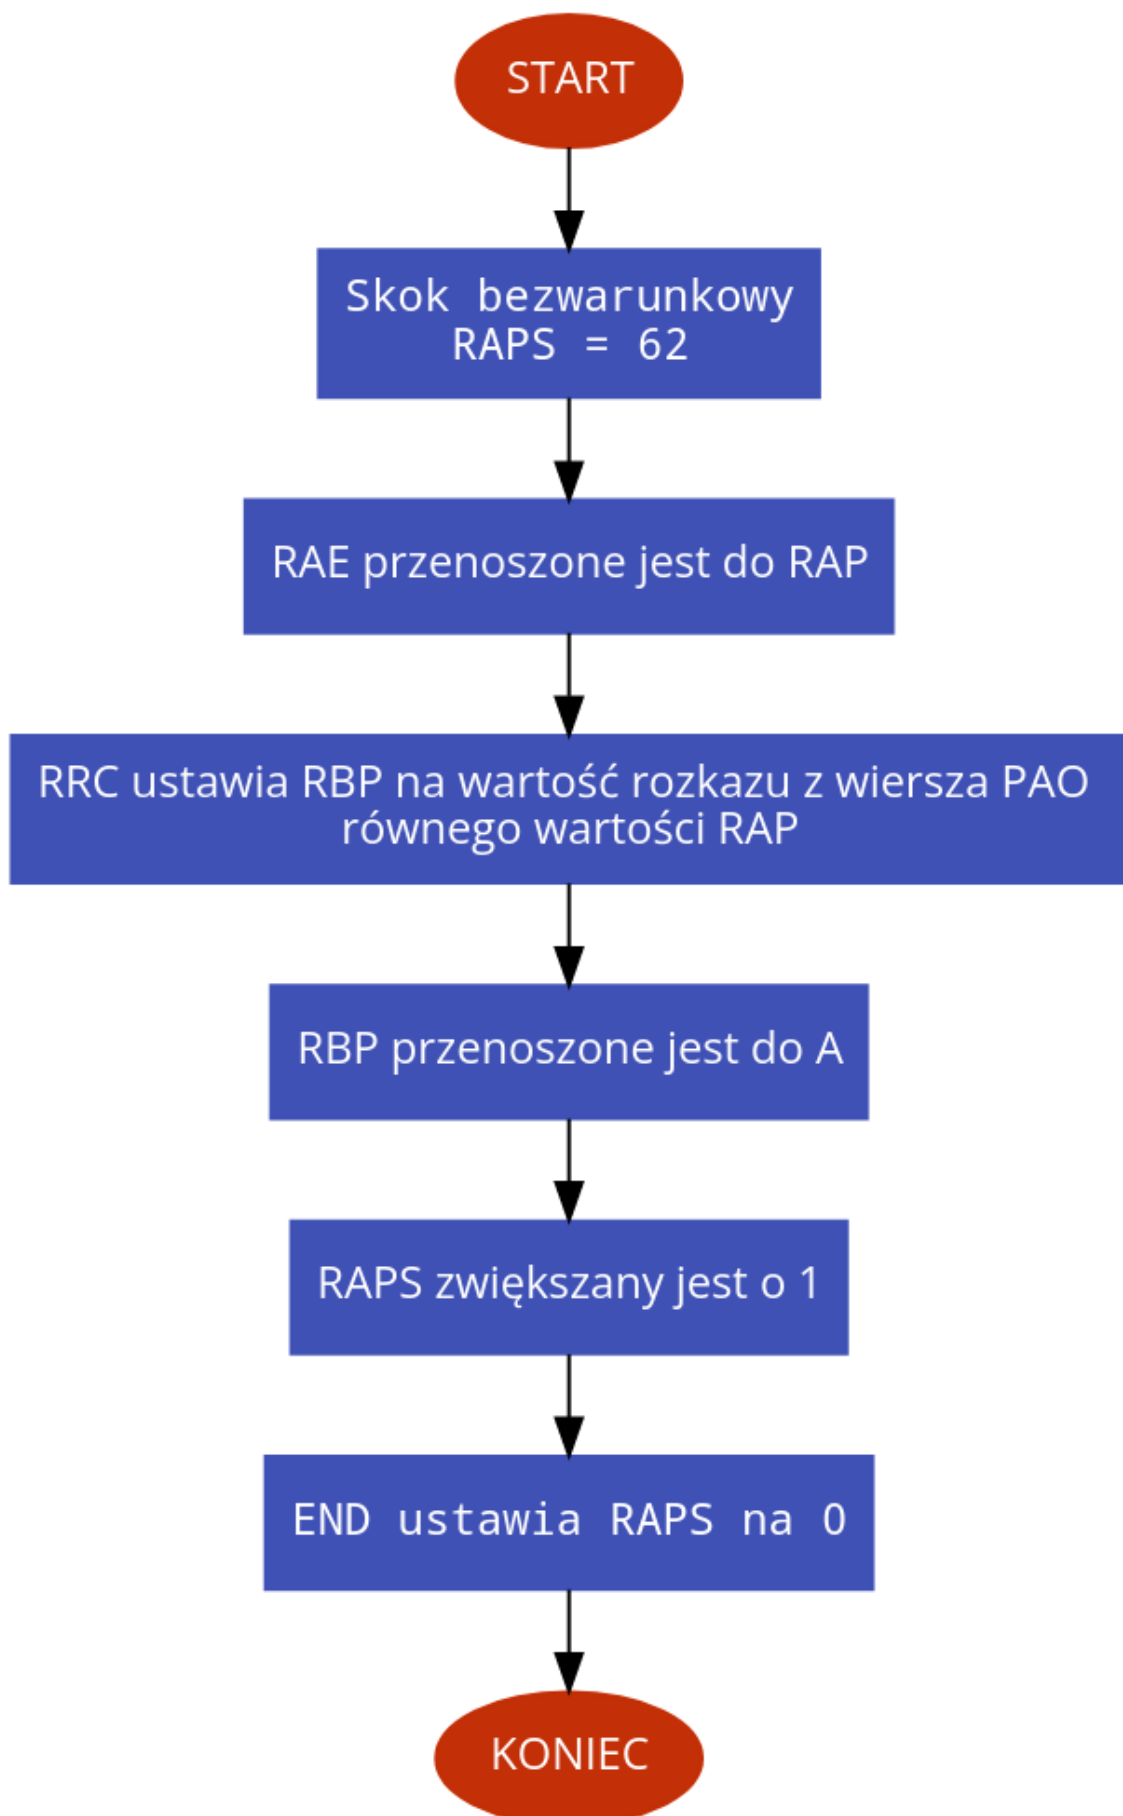 START
Skok bezwarunkowy
RAPS = 62
RAE przenoszone jest do RAP
RRC ustawia RBP na wartość rozkazu z wiersza PAO
równego wartości RAP
RBP przenoszone jest do A
RAPS zwiększany jest o 1
END ustawia RAPS na 0
KONIEC